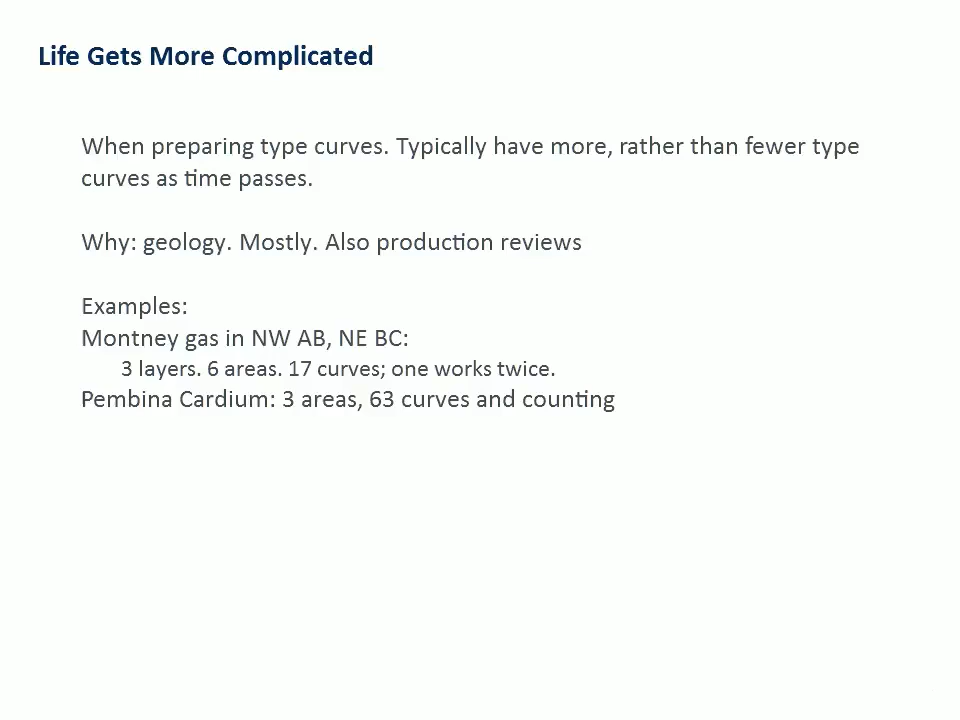 Life Gets More Complicated
When preparing type curves. Typically have more, rather than fewer type
curves as time passes.
Why: geology. Mostly. Also production reviews
Examples:
Montney gas in NW AB, NE BC:
3 layers. 6 areas. 17 curves; one works twice.
Pembina Cardium: 3 areas, 63 curves and counting